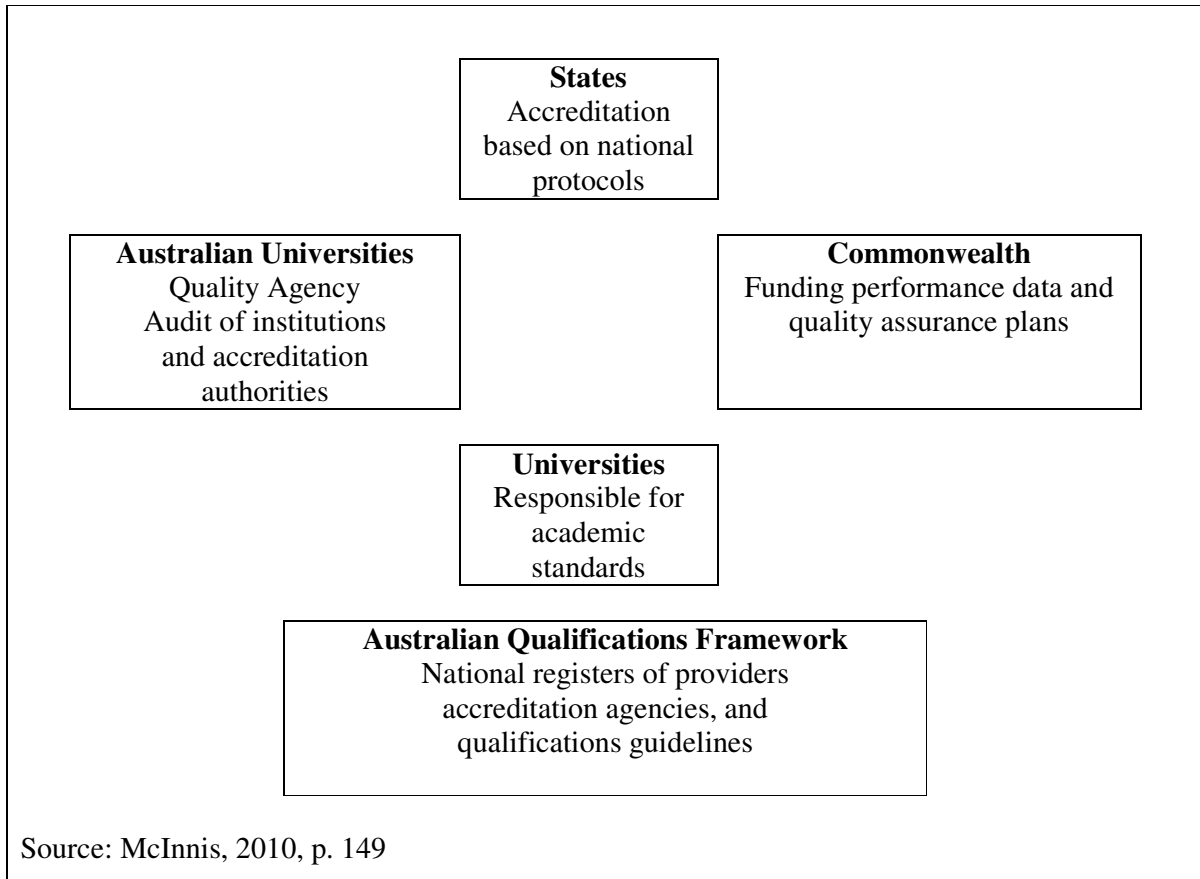 States
Accreditation
based on national
protocols
Australian Universities
Quality Agency
Audit of institutions
and accreditation
authorities
Commonwealth
Funding performance data and
quality assurance plans
Universities
Responsible for
academic
standards
Australian Qualifications Framework
National registers of providers
accreditation agencies, and
qualifications guidelines
Source: McInnis, 2010, p. 149